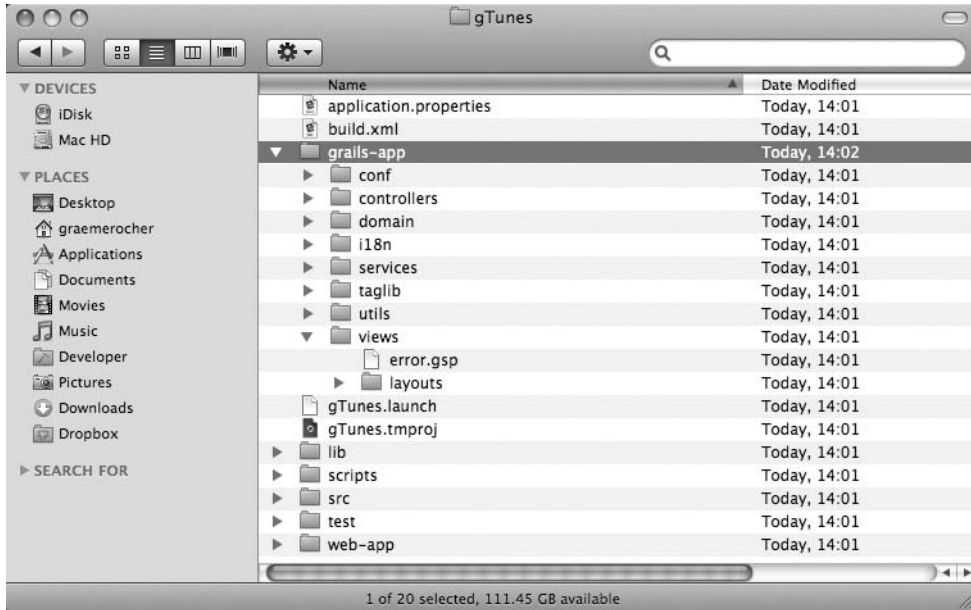 gTunes
Name Date Modified
DEVICES
iDisk
Mac HD
PLACES
Desktop
graemerocher
Applications
Documents
Movies
Music
Developer
Pictures
Downloads
Dropbox
SEARCH FOR
application.properties Today, 14:01
build.xml Today, 14:01
grails-app Today, 14:02
conf Today, 14:01
controllers Today, 14:01
domain Today, 14:01
i18n Today, 14:01
services Today, 14:01
taglib Today, 14:01
utils Today, 14:01
views Today, 14:01
error.gsp Today, 14:01
layouts Today, 14:01
gTunes.launch Today, 14:01
gTunes.tmproj Today, 14:01
lib Today, 14:01
scripts Today, 14:01
src Today, 14:01
test Today, 14:01
web-app Today, 14:01
1 of 20 selected, 111.45 GB available